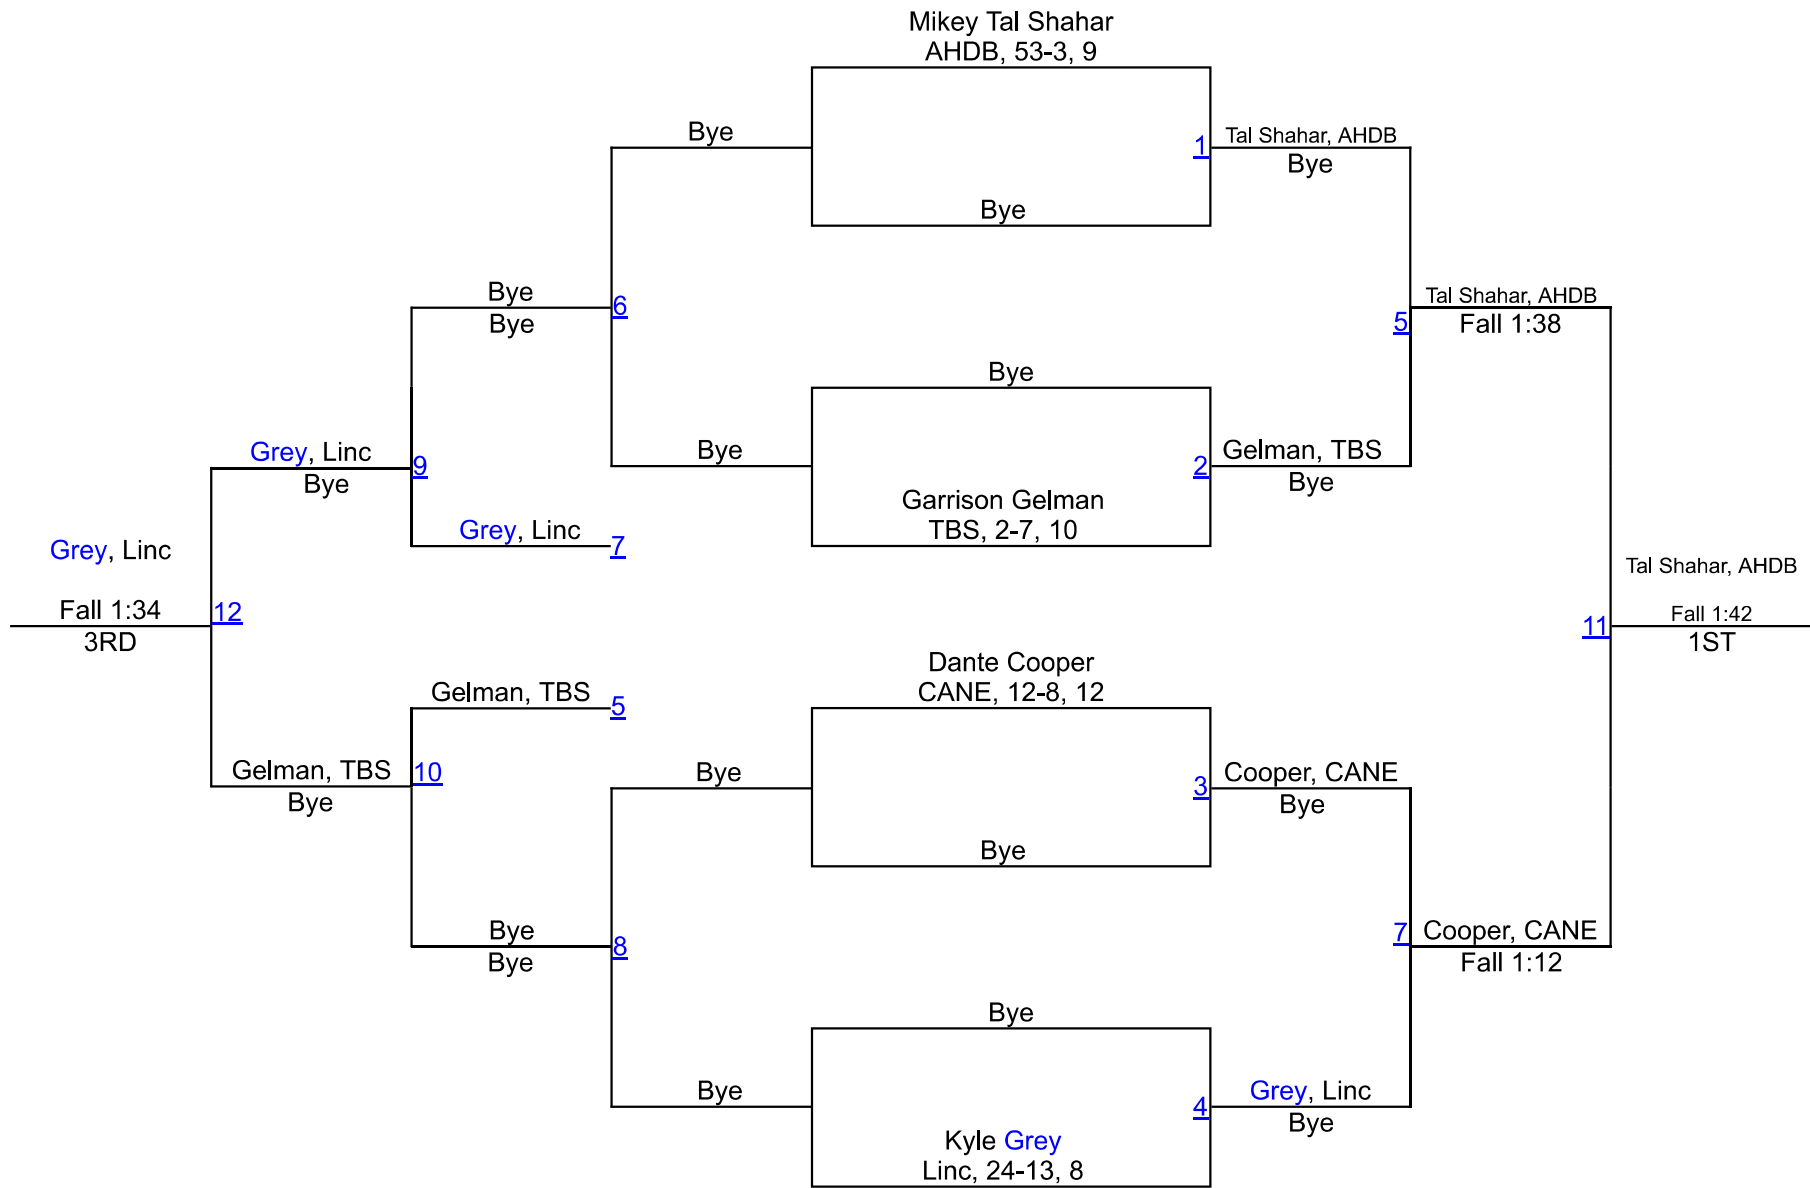 Mikey Tal Shahar
AHDB, 53-3, 9
Bye
1
Tal Shahar, AHDB
Bye
Bye
Bye
Bye
6
Tal Shahar, AHDB
Fall 1:38
5
Bye
Grey, Linc
Bye
9
Bye
2
Gelman, TBS
Bye
Garrison Gelman
TBS, 2-7, 10
Grey, Linc
7
Grey, Linc
Fall 1:34
3RD
12
Tal Shahar, AHDB
Fall 1:42
1ST
11
Dante Cooper
CANE, 12-8, 12
Gelman, TBS
5
Gelman, TBS
Bye
10
Bye
3
Cooper, CANE
Bye
Bye
Bye
Bye
8
7
Cooper, CANE
Fall 1:12
Bye
Bye
4
Grey, Linc
Bye
Kyle Grey
Linc, 24-13, 8